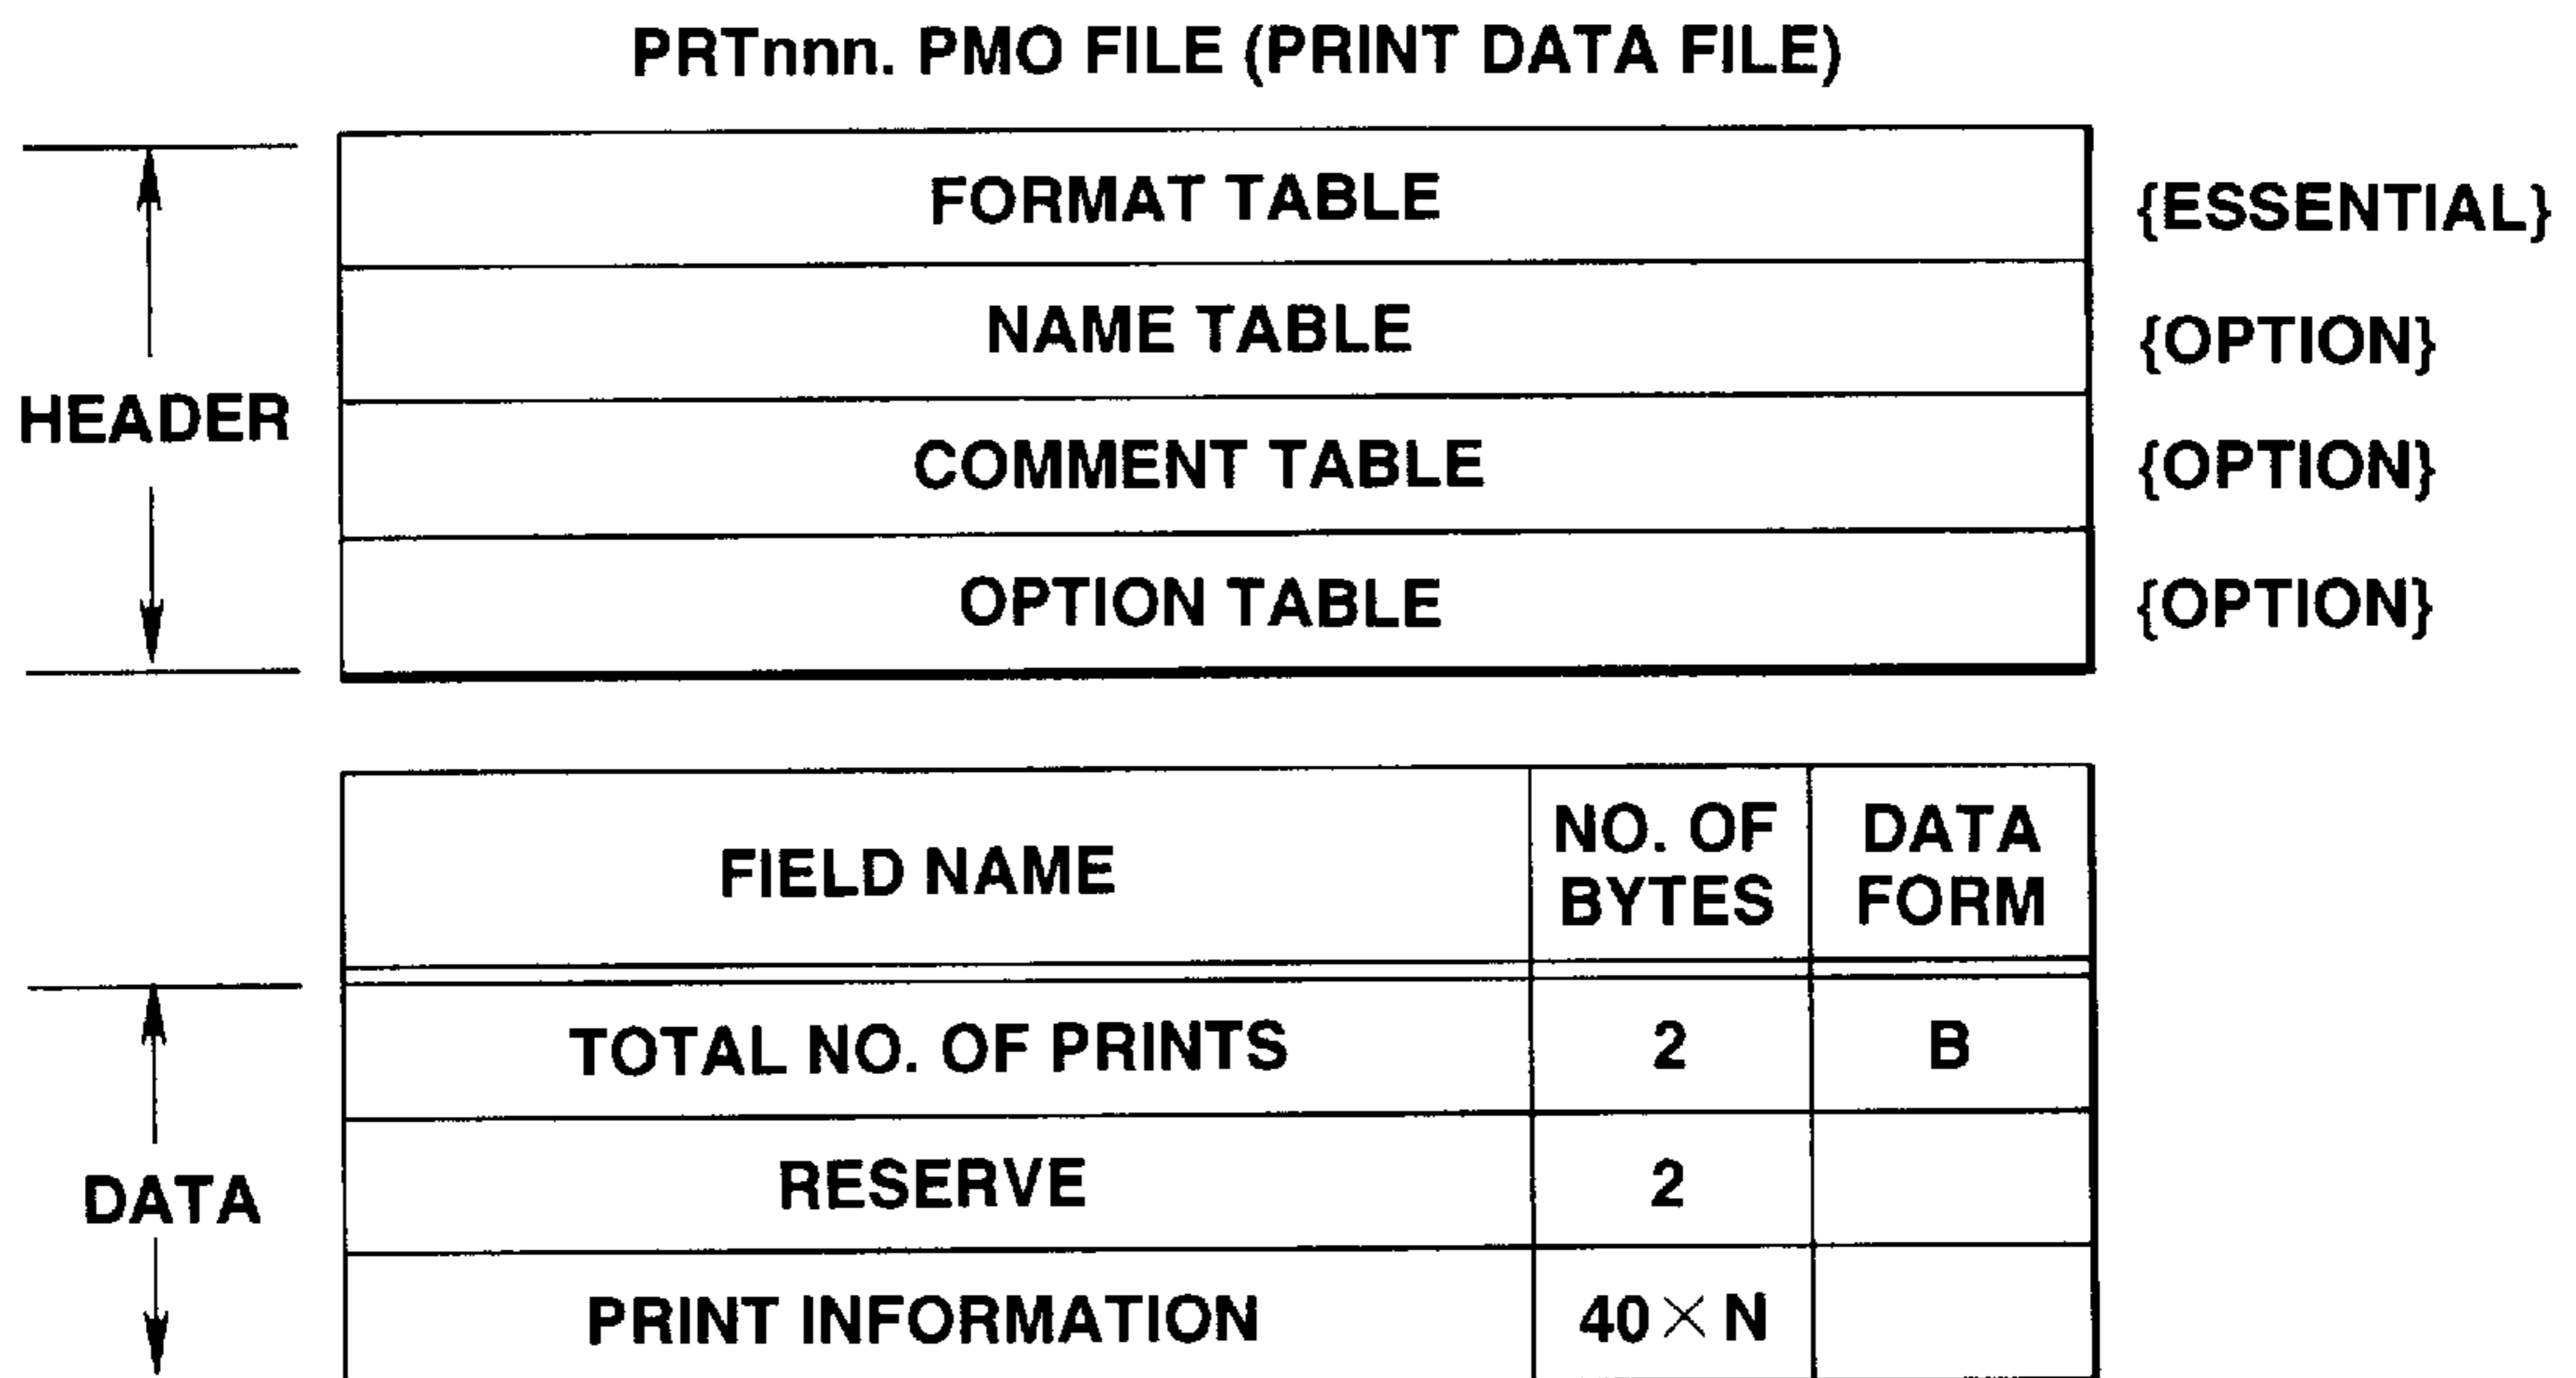 PRTnnn. PMO FILE (PRINT DATA FILE)
FORMAT TABLE {ESSENTIAL}
NAME TABLE {OPTION}
HEADER
COMMENT TABLE {OPTION}
OPTION TABLE {OPTION}
FIELD NAME
NO. OF
BYTES
DATA
FORM
TOTAL NO. OF PRINTS 2 B
DATA
RESERVE 2
PRINT INFORMATION 40×N